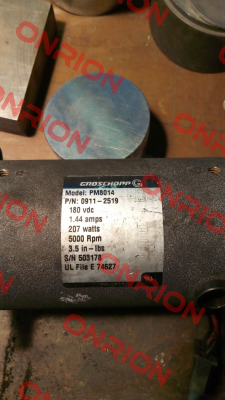 ONRION
GROSCHOPP
Model: PM8014
P/N: 0911-2519
180 vdc
1.44 amps
207 watts
5000 Rpm
3.5 in-lbs
S/N 503178
UL File E 74627